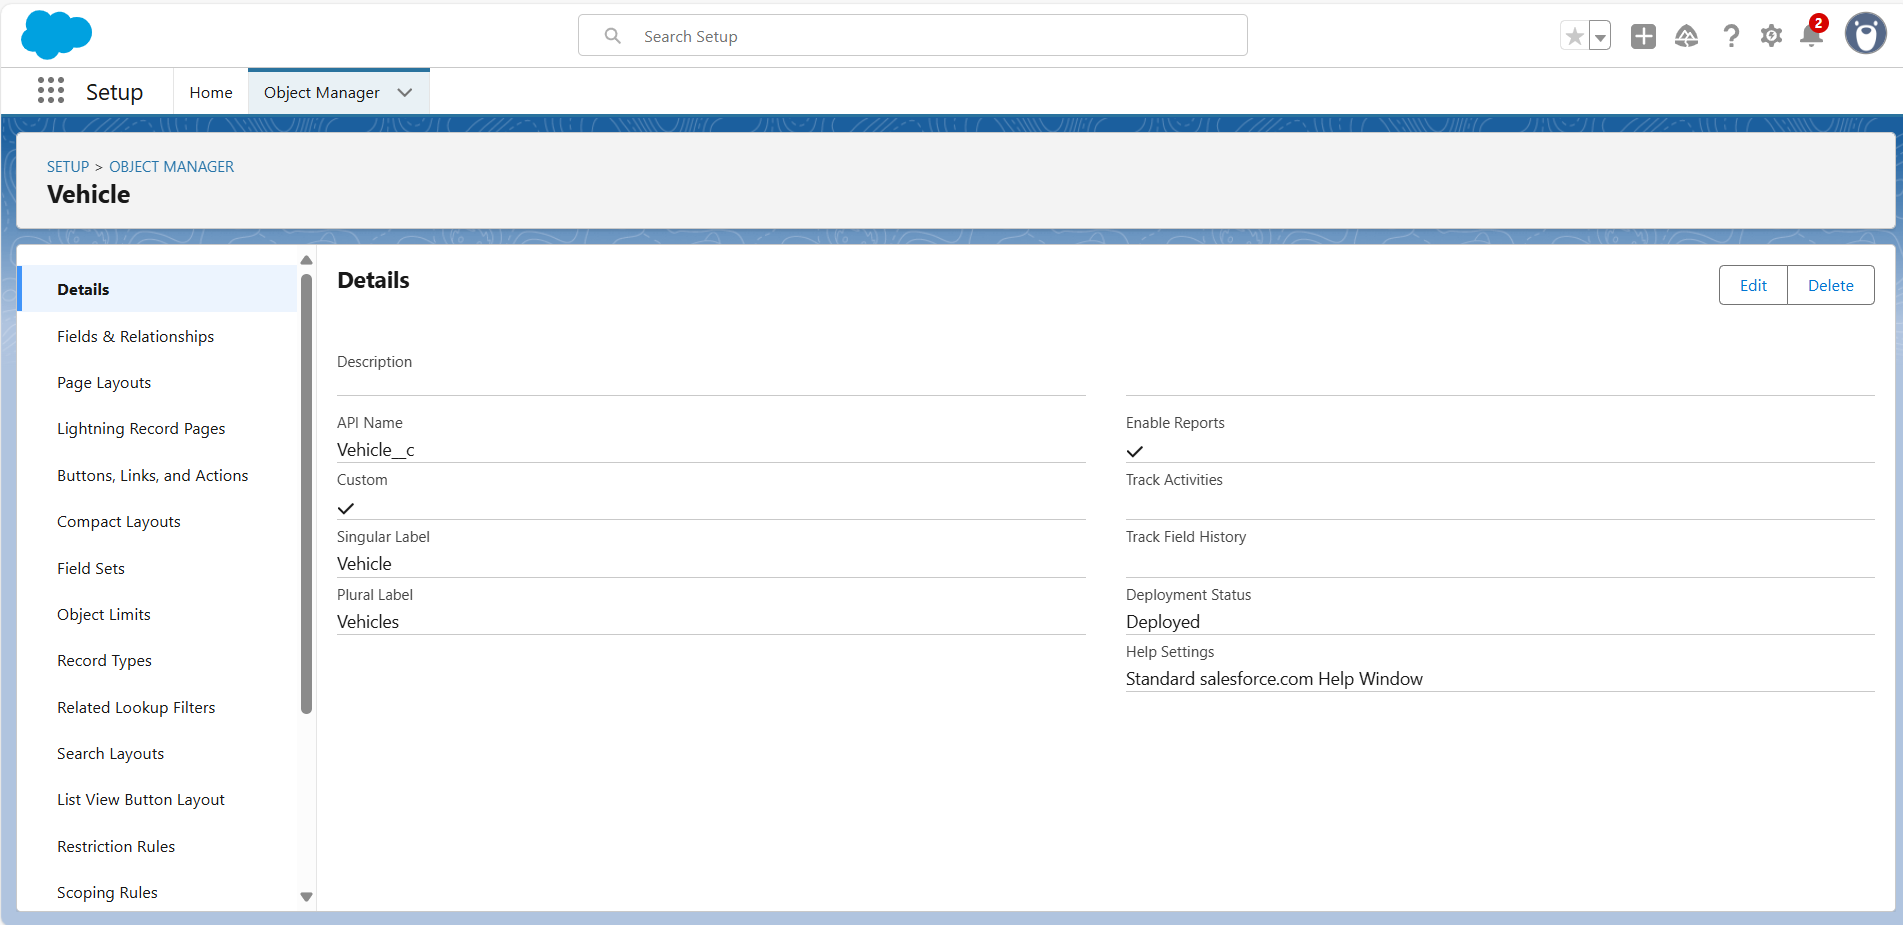 Search Setup
2
Setup
Home
Object Manager
SETUP > OBJECT MANAGER
Vehicle
Details
Fields & Relationships
Page Layouts
Lightning Record Pages
Buttons, Links, and Actions
Compact Layouts
Field Sets
Object Limits
Record Types
Related Lookup Filters
Search Layouts
List View Button Layout
Restriction Rules
Scoping Rules
Details
Edit
Delete
Description
API Name
Vehicle__c
Custom
Singular Label
Vehicle
Plural Label
Vehicles
Enable Reports
Track Activities
Track Field History
Deployment Status
Deployed
Help Settings
Standard salesforce.com Help Window